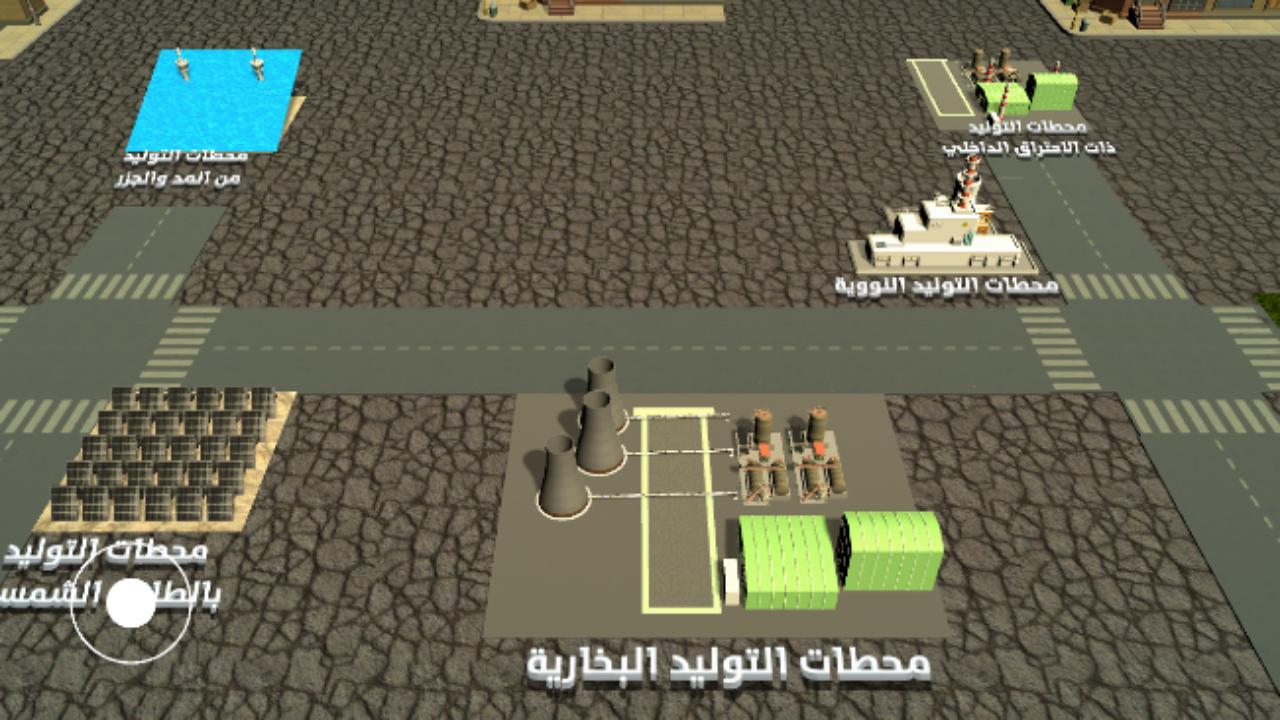 محطات التوليد
من المد والجزر
محطات التوليد
ذات الاحتراق الداخلي
محطات التوليد النووية
محطات التوليد
محطات التوليد البخارية